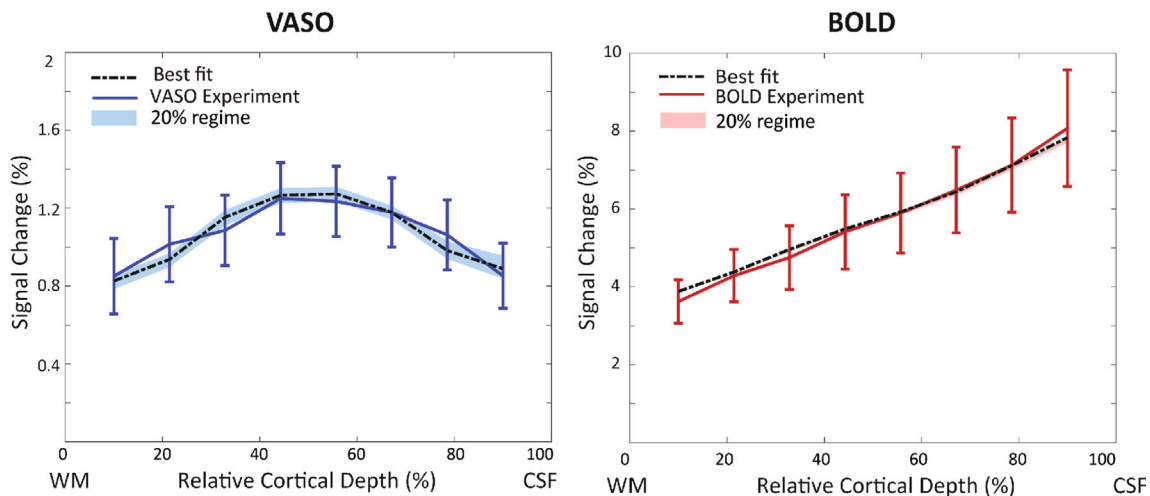 VASO
2
1.6
1.2
0.8
0.4
Signal Change (%)
Best fit
VASO Experiment
20% regime
0 20 40 60 80 100
WM Relative Cortical Depth (%) CSF
BOLD
10
8
6
4
2
Signal Change (%)
Best fit
BOLD Experiment
20% regime
0 20 40 60 80 100
WM Relative Cortical Depth (%) CSF